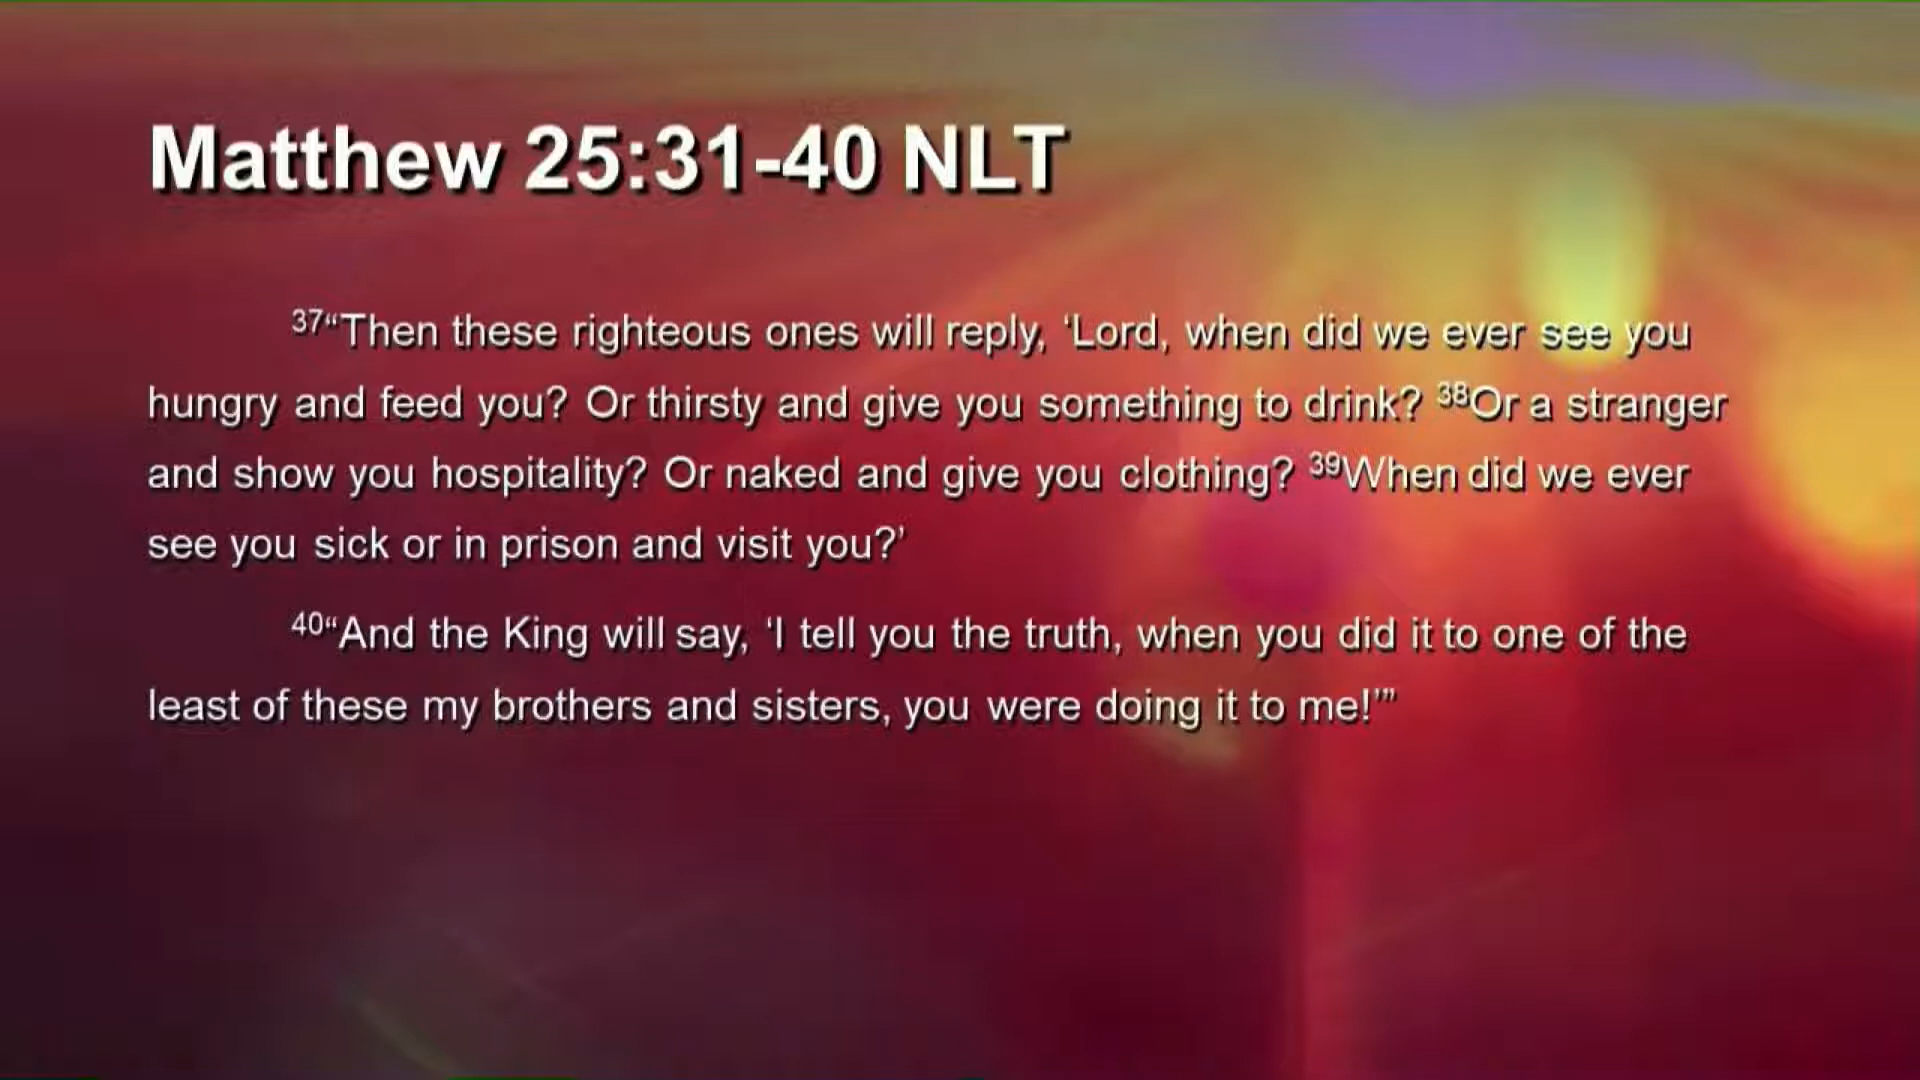 Matthew 25:31-40 NLT
37“Then these righteous ones will reply, ‘Lord, when did we ever see you
hungry and feed you? Or thirsty and give you something to drink? 38Or a stranger
and show you hospitality? Or naked and give you clothing? 39When did we ever
see you sick or in prison and visit you?’
40“And the King will say, ‘I tell you the truth, when you did it to one of the
least of these my brothers and sisters, you were doing it to me!’”